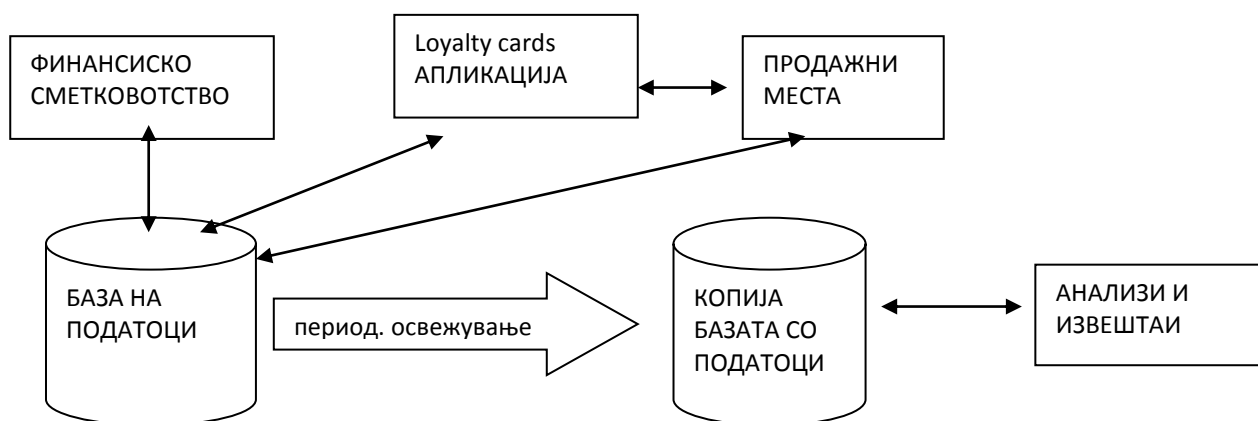 ФИНАНСИСКО
СМЕТКОВОТСТВО
Loyalty cards
АПЛИКАЦИЈА
ПРОДАЖНИ
МЕСТА
БАЗА НА
ПОДАТОЦИ
период. освежување
КОПИЈА
БАЗАТА СО
ПОДАТОЦИ
АНАЛИЗИ И
ИЗВЕШТАИ